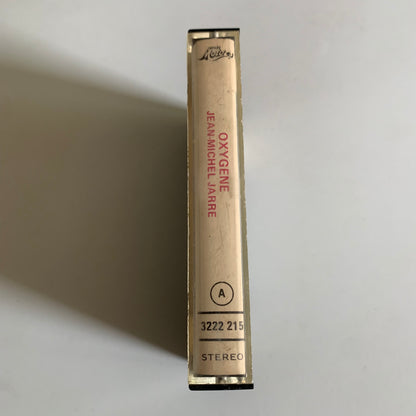 OXYGENE
JEAN-MICHEL JARRE
A
3222 215
STEREO